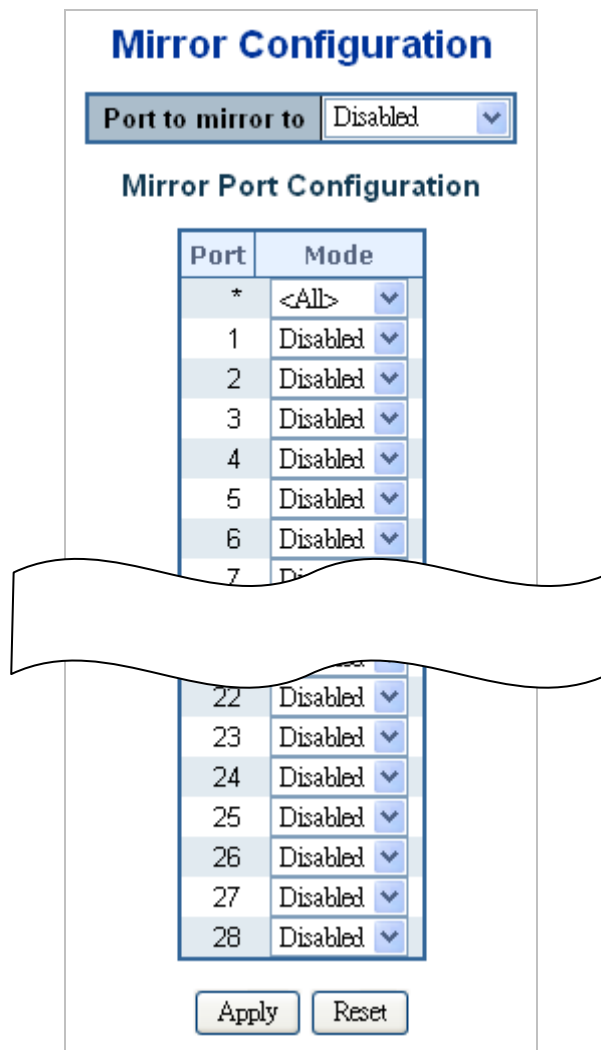 Mirror Configuration
Port to mirror to Disabled
Mirror Port Configuration
Port Mode
* <All>
1 Disabled
2 Disabled
3 Disabled
4 Disabled
5 Disabled
6 Disabled
7
22 Disabled
23 Disabled
24 Disabled
25 Disabled
26 Disabled
27 Disabled
28 Disabled
Apply Reset